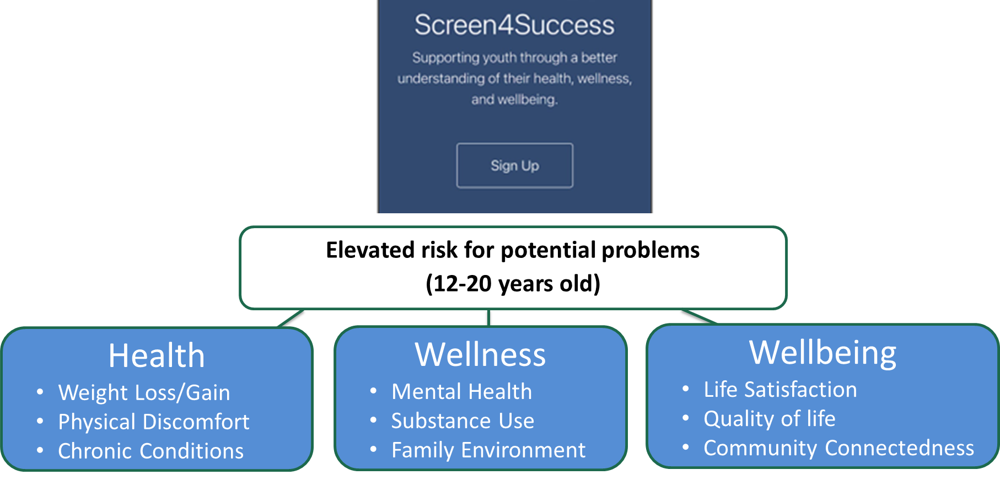 Screen4Success
Supporting youth through a better
understanding of their health, wellness,
and wellbeing.
Sign Up
Elevated risk for potential problems
(12-20 years old)
Health
• Weight Loss/Gain
• Physical Discomfort
• Chronic Conditions
Wellness
• Mental Health
• Substance Use
• Family Environment
Wellbeing
• Life Satisfaction
• Quality of life
• Community Connectedness